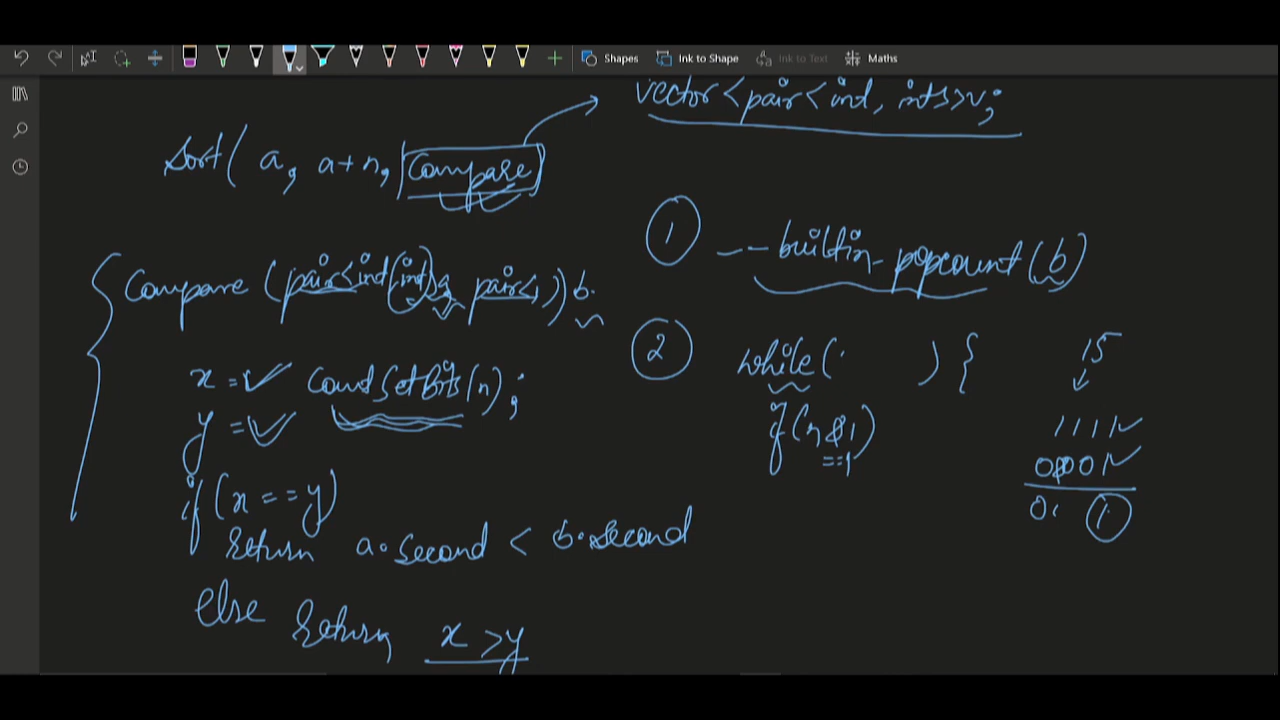 Shapes Ink to Shape Ink to Text Maths
vector<pair<int, int>>v;
Sort( a, a+n, Compare)
1 __builtin_popcount(b)
Compare (pair<int,int>a, pair<,>)b.
2 while( ) {
15
x = countSetbits(n);
if(n&1)
==1
1111
y =
0001
01 1
if(x==y)
return a.second < b.second
else return x>y